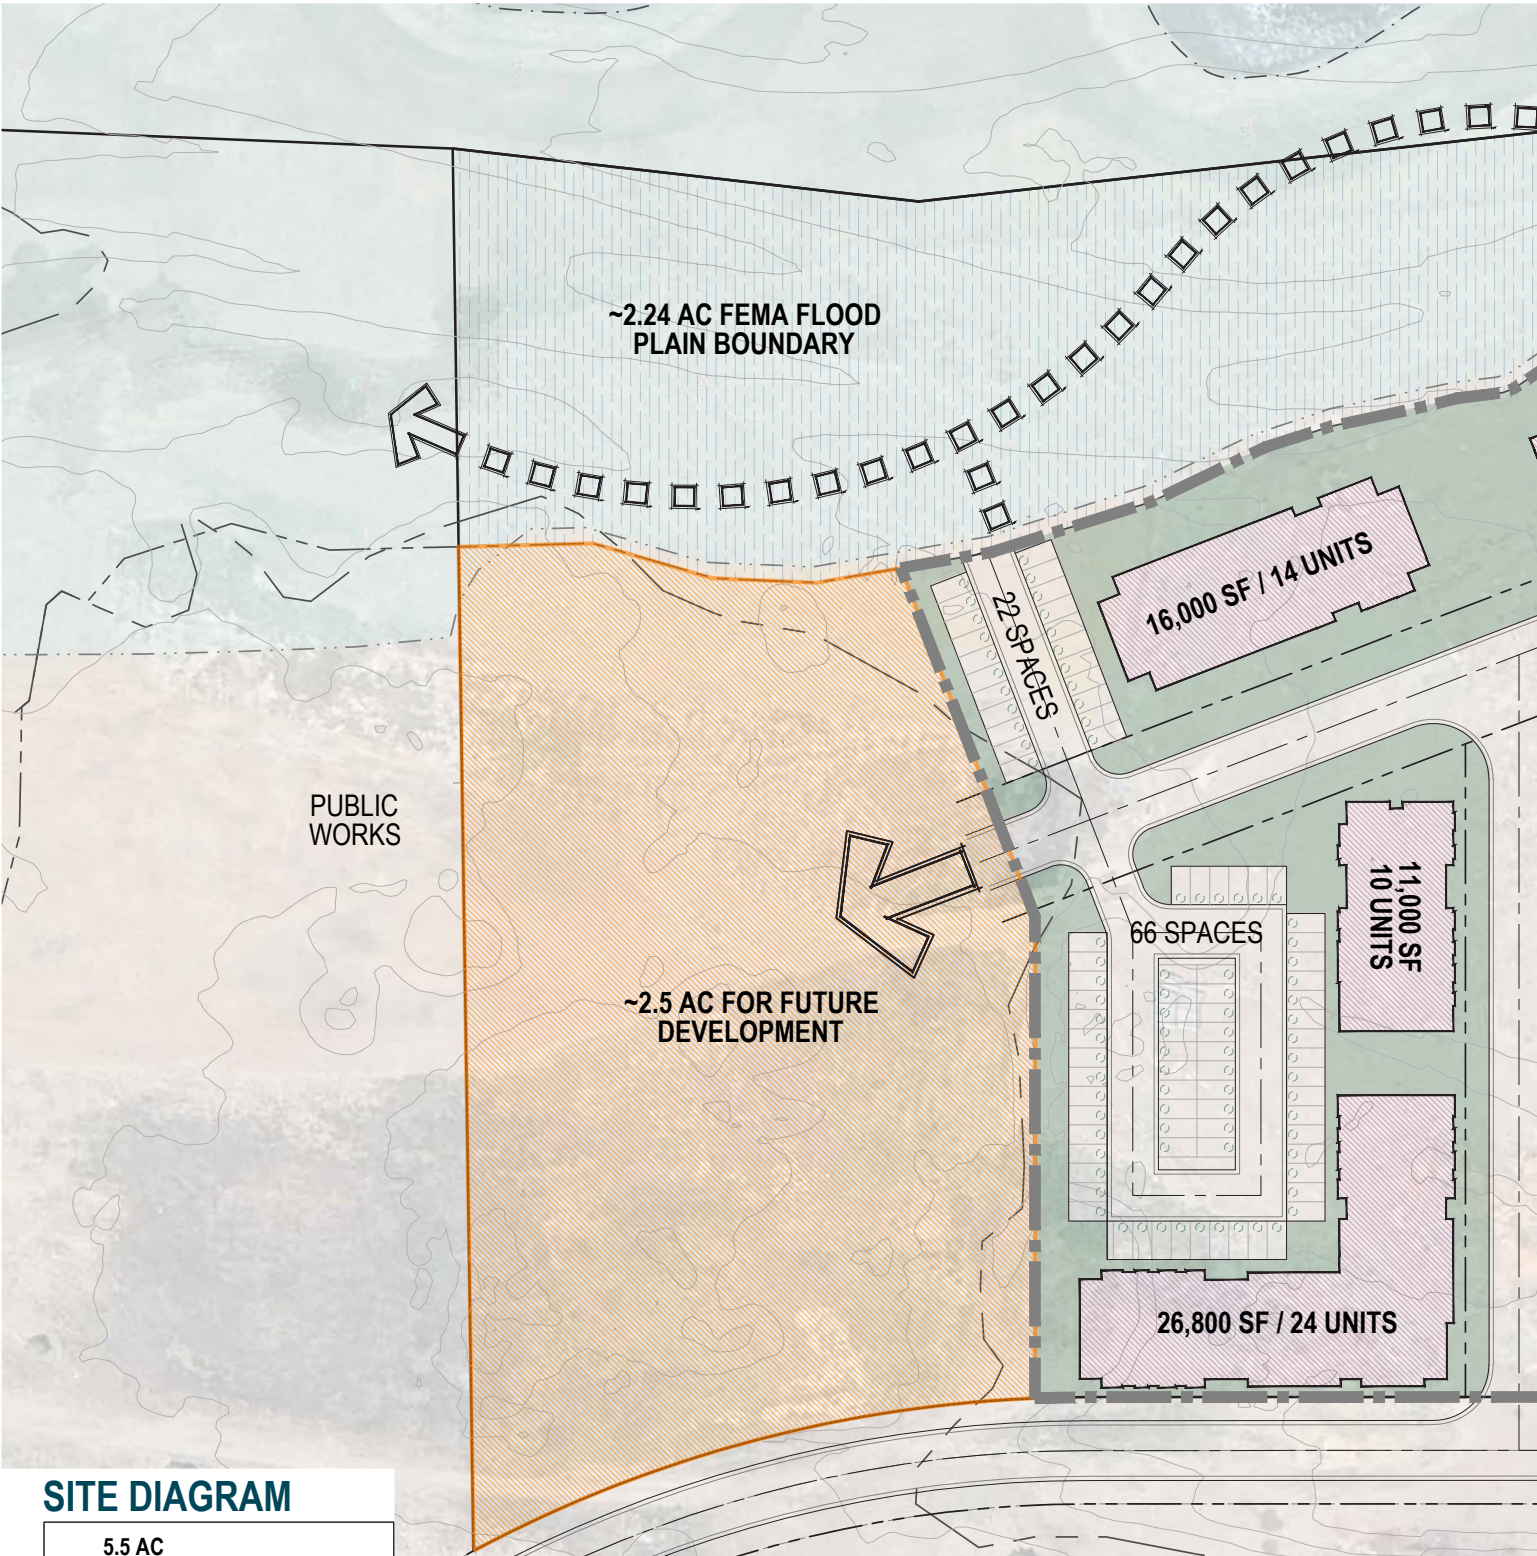 ~2.24 AC FEMA FLOOD
PLAIN BOUNDARY
16,000 SF / 14 UNITS
22 SPACES
PUBLIC
WORKS
11,000 SF
10 UNITS
66 SPACES
~2.5 AC FOR FUTURE
DEVELOPMENT
26,800 SF / 24 UNITS
SITE DIAGRAM
5.5 AC